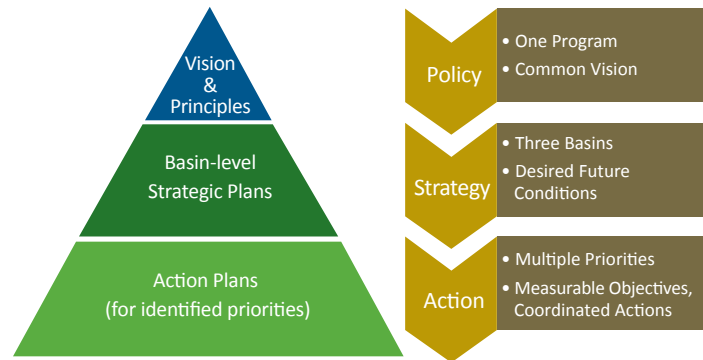 Vision
&
Principles
Basin-level
Strategic Plans
Action Plans
(for identified priorities)
Policy
• One Program
• Common Vision
Strategy
• Three Basins
• Desired Future
Conditions
Action
• Multiple Priorities
• Measurable Objectives,
Coordinated Actions